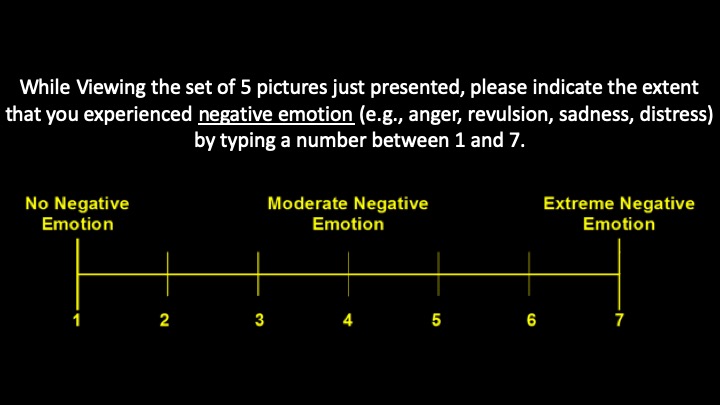 While Viewing the set of 5 pictures just presented, please indicate the extent
that you experienced negative emotion (e.g., anger, revulsion, sadness, distress)
by typing a number between 1 and 7.
No Negative
Emotion
Moderate Negative
Emotion
Extreme Negative
Emotion
1 2 3 4 5 6 7